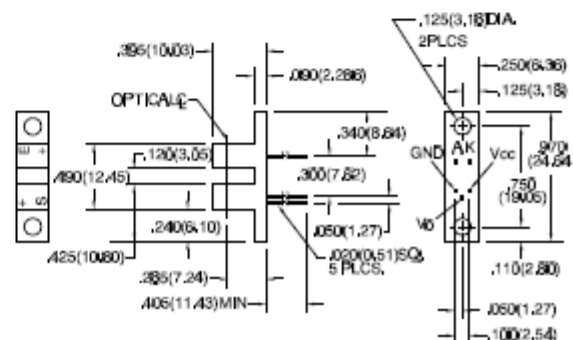 .125(3,18)DIA.
2PLCS
.395(10.03)
.250(6.36)
.090(2.286)
.125(3.18)
OPTICAL
.340(8.64)
E +
.120(3.05)
A K
GND
Vcc
.970
(24.64
.490(12.45)
.300(7.62)
.750
(19.05)
+ S
.240(6.10)
.050(1.27)
.425(10.80)
.020(0.51)SQ.
5 PLCS.
.110(2.80)
(7.24)
(11.43)MIN
.050(1.27)
.100(2.54)